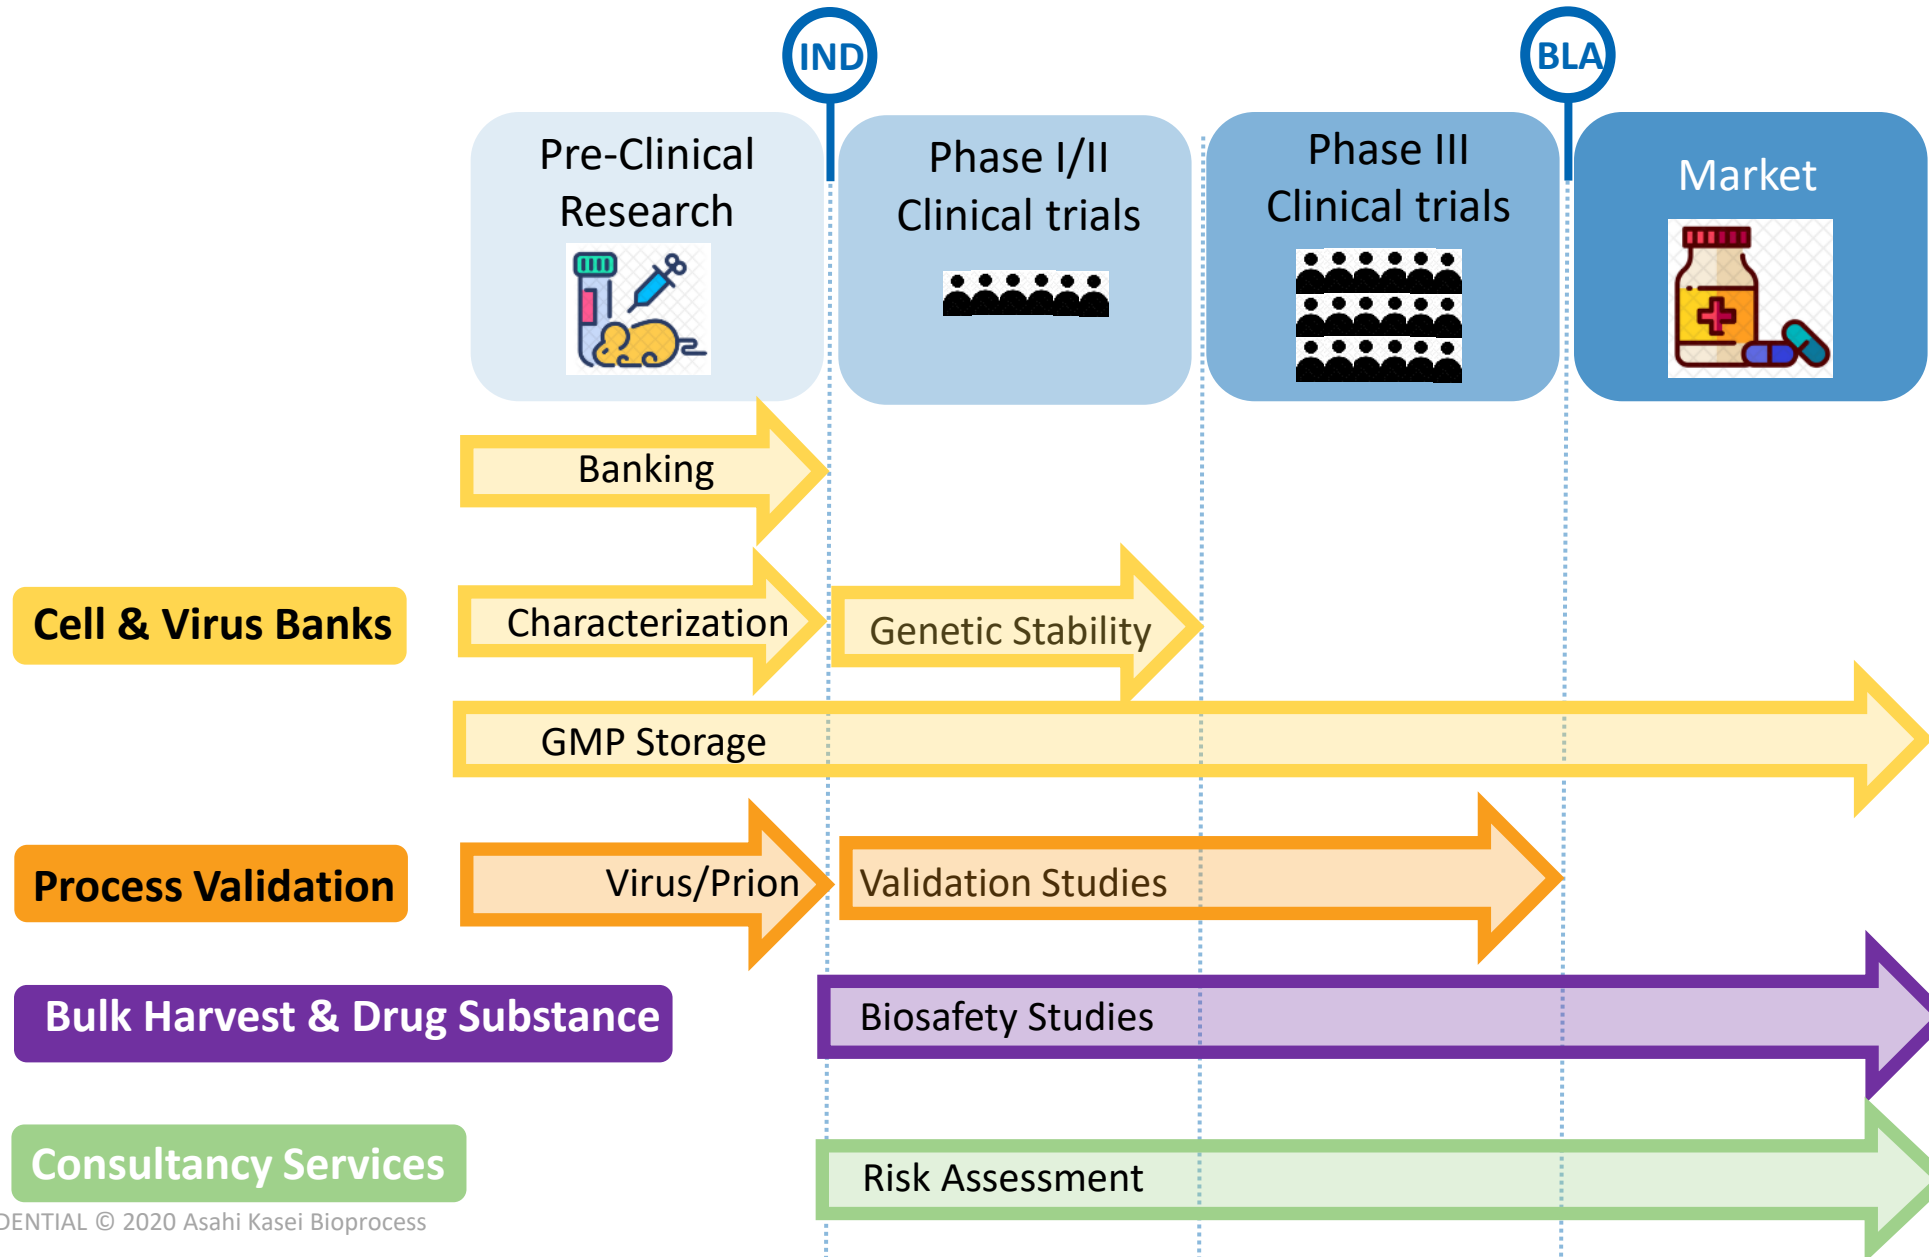 IND
BLA
Pre-Clinical
Research
Phase I/II
Clinical trials
Phase III
Clinical trials
Market
Banking
Cell & Virus Banks
Characterization
Genetic Stability
GMP Storage
Process Validation
Virus/Prion
Validation Studies
Bulk Harvest & Drug Substance
Biosafety Studies
Consultancy Services
Risk Assessment
DENTIAL © 2020 Asahi Kasei Bioprocess